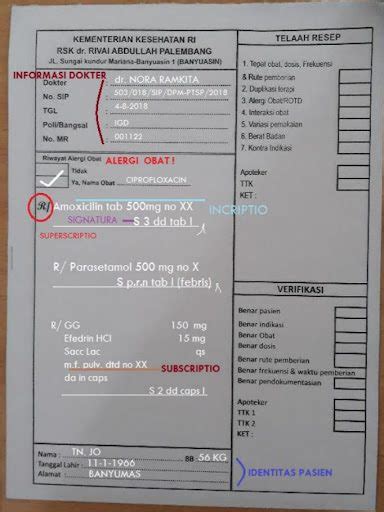 KEMENTERIAN KESEHATAN RI
RSK dr. RIVAI ABDULLAH PALEMBANG
JL. Sungai kundur Mariana-Banyuasin 1 (BANYUASIN)
INFORMASI DOKTER
Dokter : dr. NORA RAMKITA
No. SIP : 503/018/SIP/DPM-PTSP/2018
TGL : 4-8-2018
Poli/Bangsal : IGD
No. MR : 001122
Riwayat Alergi Obat ALERGI OBAT!
Tidak
Ya, Nama Obat CIPROFLOXACIN
R/ Amoxicilin tab 500mg no XX INCRIPTIO
SIGNATURA S 3 dd tab I
SUPERSCRIPTIO
R/ Parasetamol 500 mg no X
S p.r.n tab I (febris)
R/ GG 150 mg
Efedrin HCl 15 mg
Sacc Lac qs
m.f. pulv. dtd no XX SUBSCRIPTIO
da in caps
S 2 dd caps I
Nama : TN. JO BB 56 KG
Tanggal Lahir : 11-1-1966
Alamat : BANYUMAS
IDENTITAS PASIEN
TELAAH RESEP
1. Tepat obat, dosis, Frekuensi
& Rute pemberian
2. Duplikasi terapi
3. Alergi Obat/ROTD
4. Interaksi obat
5. Variasi pemakaian
6. Berat Badan
7. Kontra Indikasi
Apoteker
TTK
KET :
VERIFIKASI
Benar pasien
Benar indikasi
Benar Obat
Benar dosis
Benar rute pemberian
Benar frekuensi & waktu pemberian
Benar pendokumentasian
Apoteker
TTK 1
TTK 2
KET :